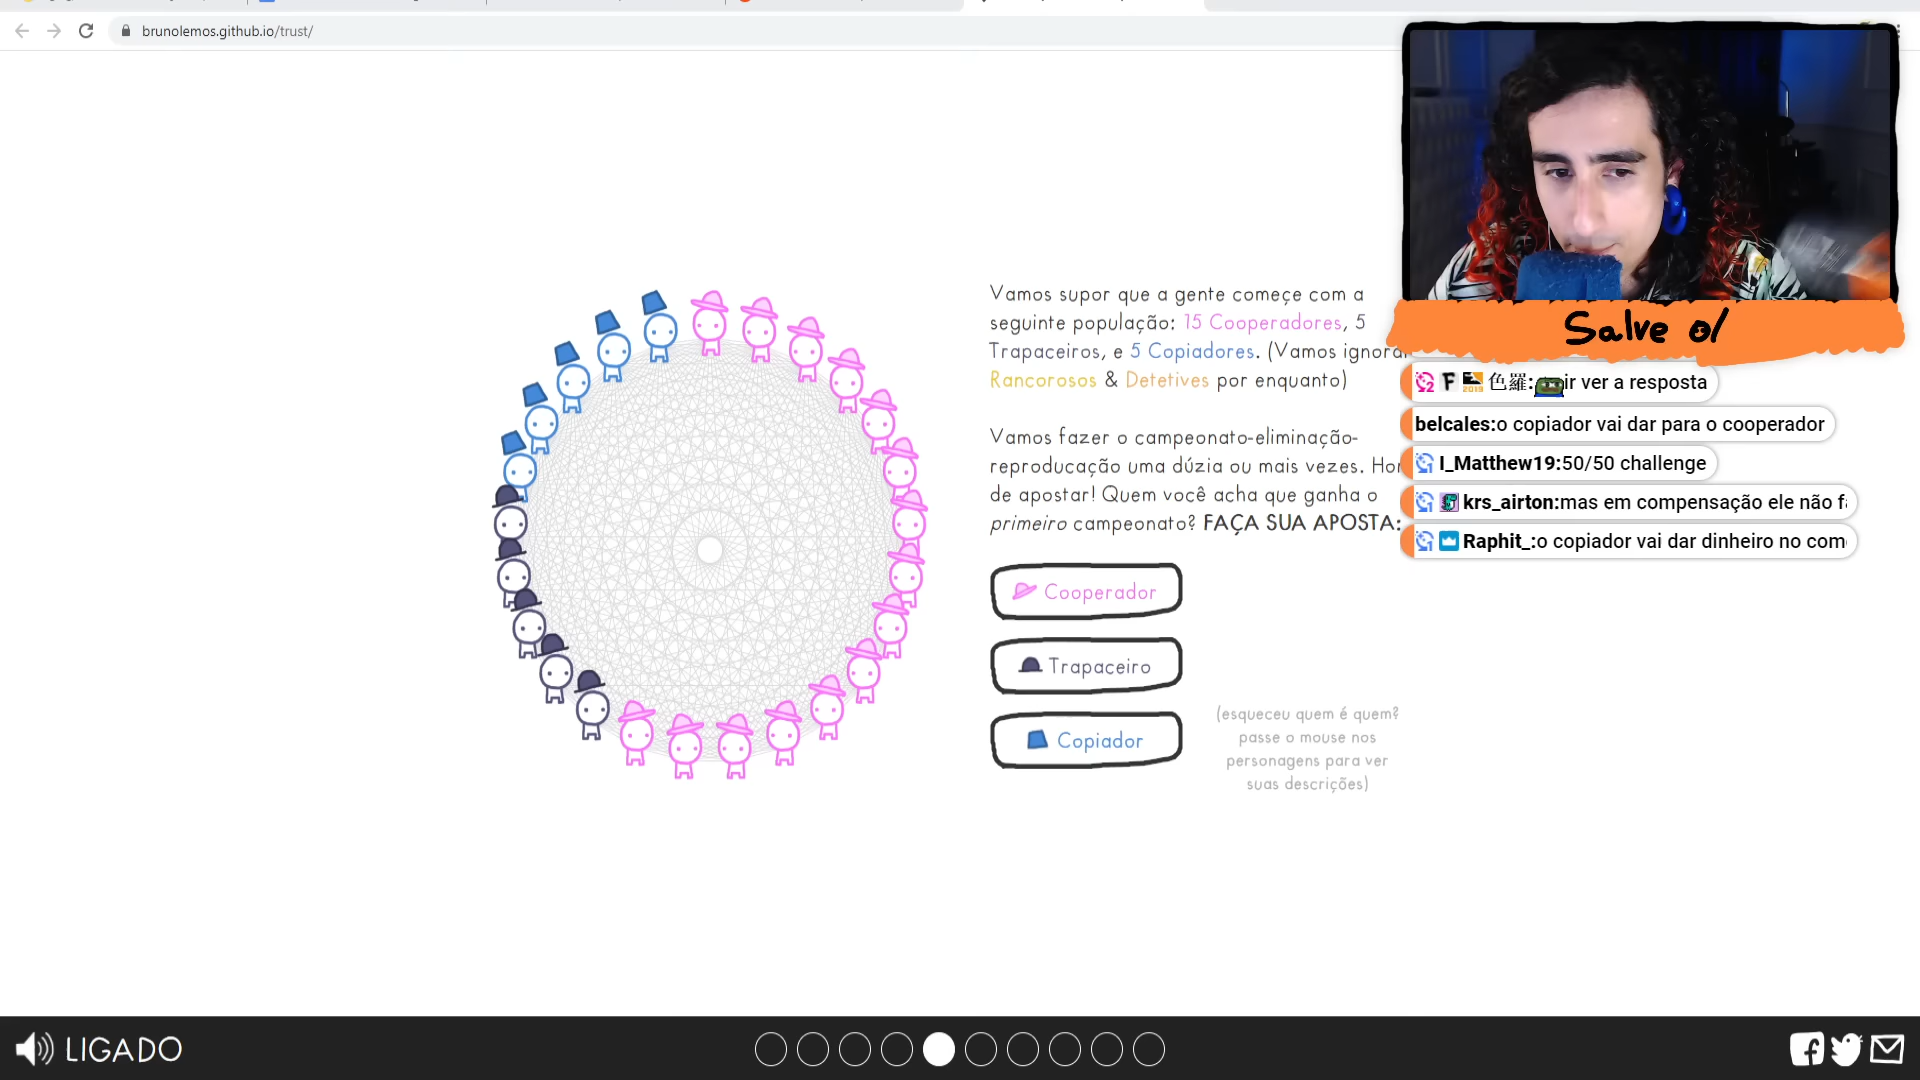 brunolemos.github.io/trust/
Vamos supor que a gente começe com a
seguinte população: 15 Cooperadores, 5
Trapaceiros, e 5 Copiadores. (Vamos ignorar
Rancorosos & Detetives por enquanto)
Vamos fazer o campeonato-eliminação-
reproducação uma dúzia ou mais vezes. Hor
de apostar! Quem você acha que ganha o
primeiro campeonato? FAÇA SUA APOSTA:
Cooperador
Trapaceiro
Copiador
(esqueceu quem é quem?
passe o mouse nos
personagens para ver
suas descrições)
Salve o/
色羅: ir ver a resposta
belcales:o copiador vai dar para o cooperador
I_Matthew19:50/50 challenge
krs_airton:mas em compensação ele não f
Raphit_:o copiador vai dar dinheiro no com
LIGADO